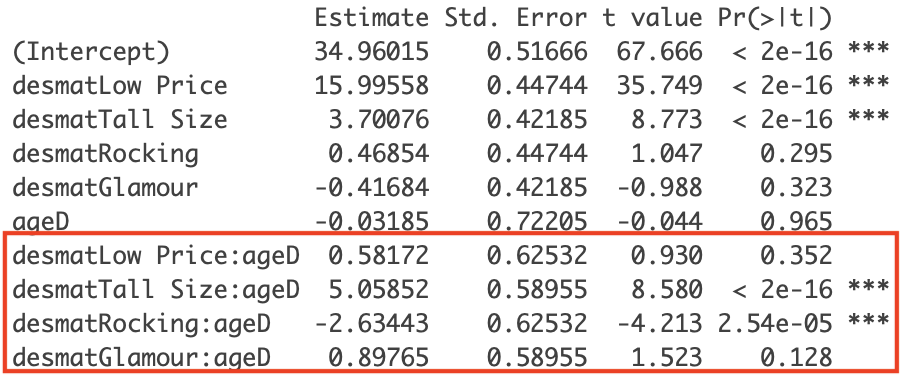 Estimate Std. Error t value Pr(>|t|)
(Intercept) 34.96015 0.51666 67.666 < 2e-16 ***
desmatLow Price 15.99558 0.44744 35.749 < 2e-16 ***
desmatTall Size 3.70076 0.42185 8.773 < 2e-16 ***
desmatRocking 0.46854 0.44744 1.047 0.295
desmatGlamour -0.41684 0.42185 -0.988 0.323
ageD -0.03185 0.72205 -0.044 0.965
desmatLow Price:ageD 0.58172 0.62532 0.930 0.352
desmatTall Size:ageD 5.05852 0.58955 8.580 < 2e-16 ***
desmatRocking:ageD -2.63443 0.62532 -4.213 2.54e-05 ***
desmatGlamour:ageD 0.89765 0.58955 1.523 0.128